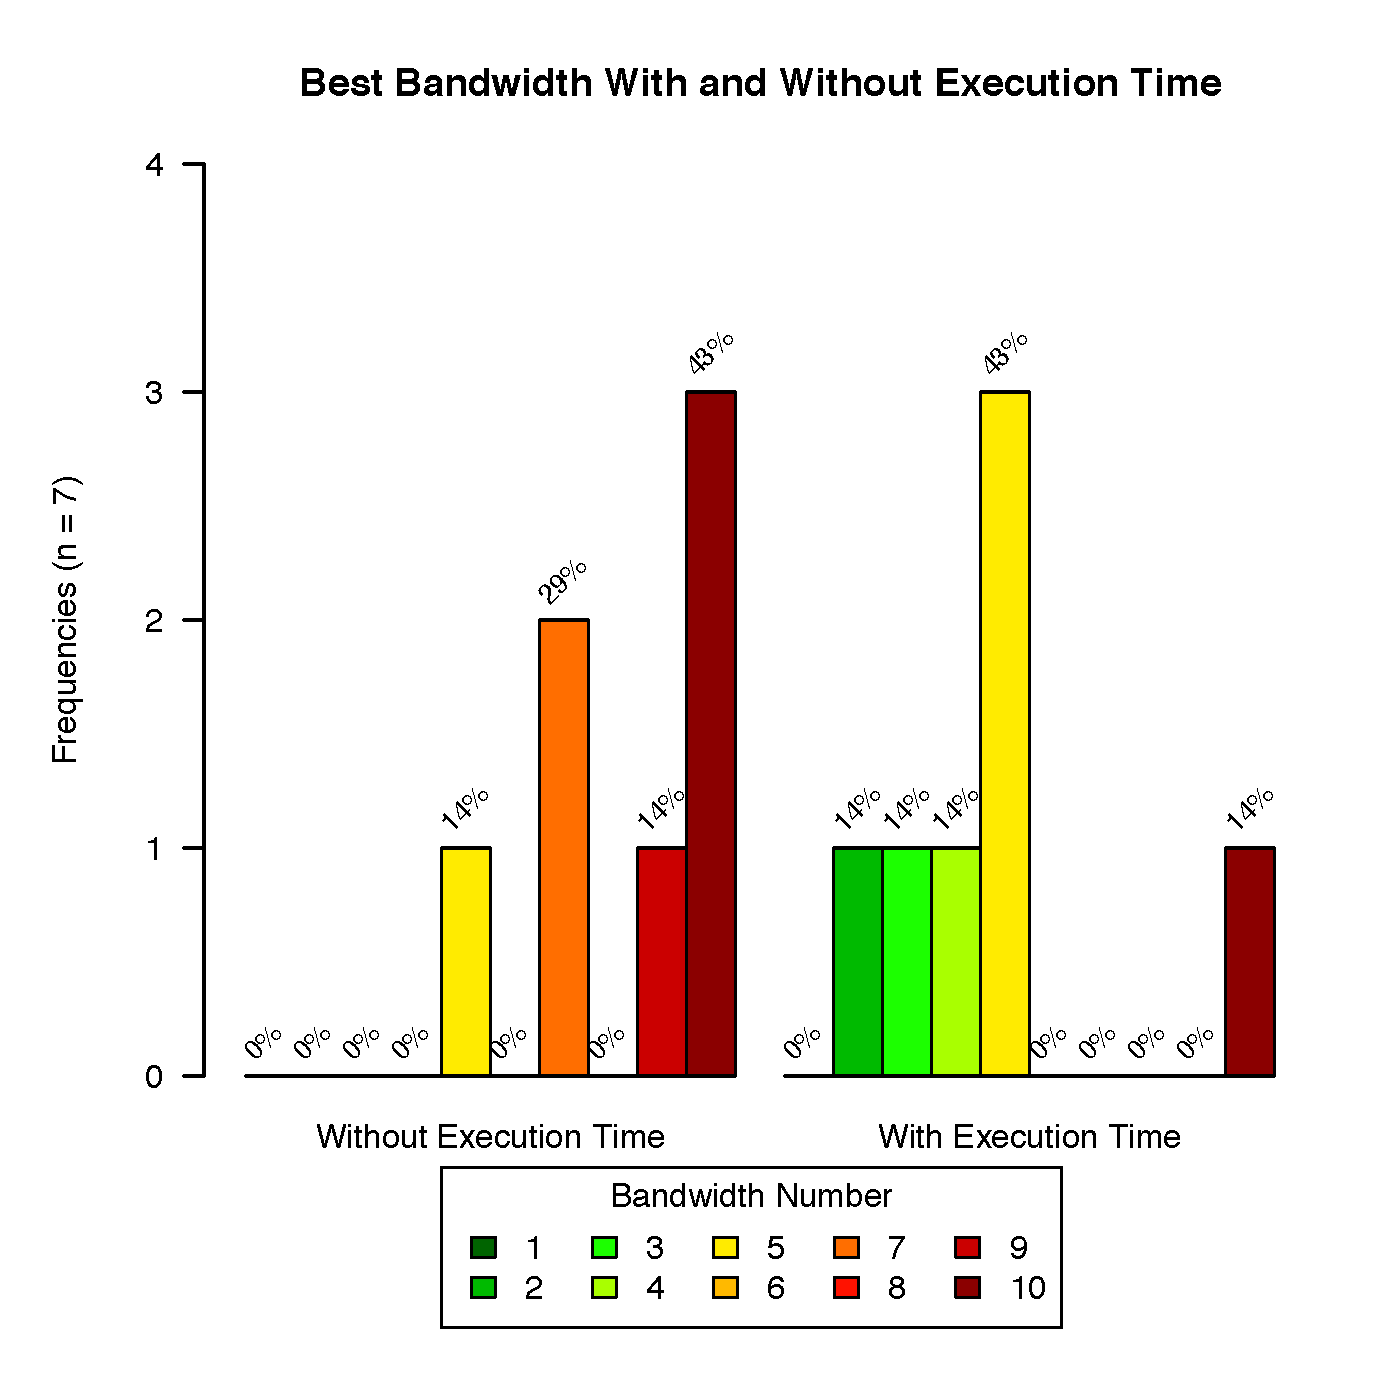 Best Bandwidth With and Without Execution Time
Frequencies (n = 7)
4
3
2
1
0
0% 0% 0% 0% 14% 0% 29% 0% 14% 43%
0% 14% 14% 14% 43% 0% 0% 0% 0% 14%
Without Execution Time
With Execution Time
Bandwidth Number
1 3 5 7 9
2 4 6 8 10